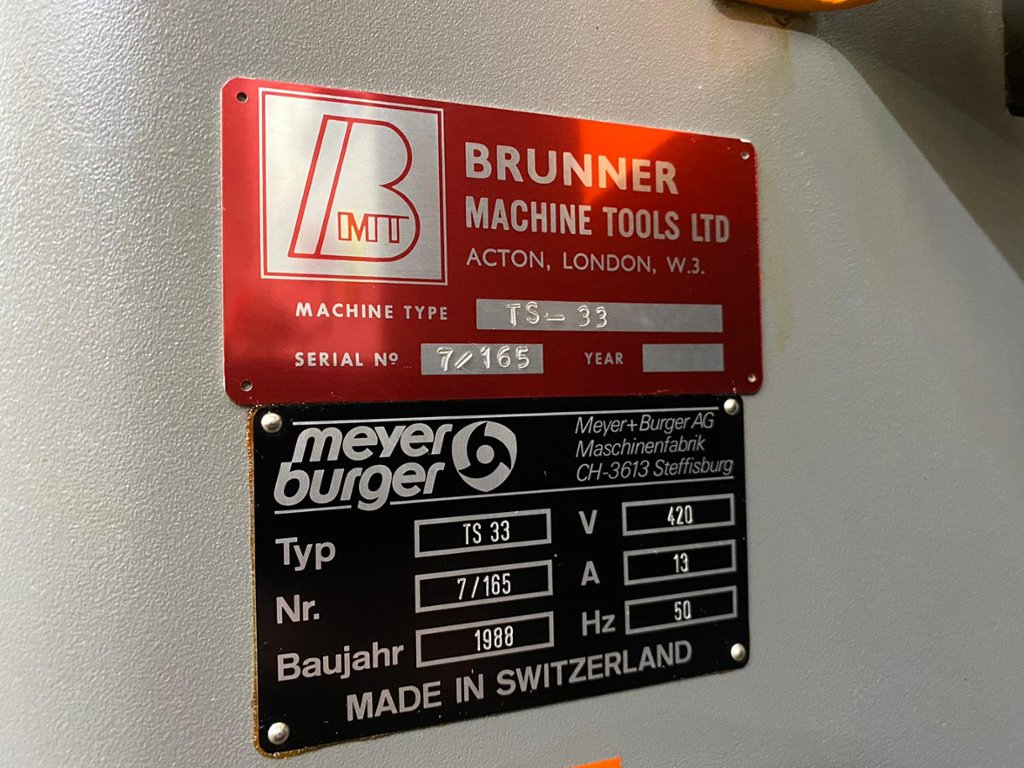 B
MT
BRUNNER
MACHINE TOOLS LTD
ACTON, LONDON, W.3.
MACHINE TYPE TS-33
SERIAL Nº 7/165 YEAR
meyer
burger
Meyer+Burger AG
Maschinenfabrik
CH-3613 Steffisburg
Typ TS 33 V 420
Nr. 7/165 A 13
Baujahr 1988 Hz 50
MADE IN SWITZERLAND